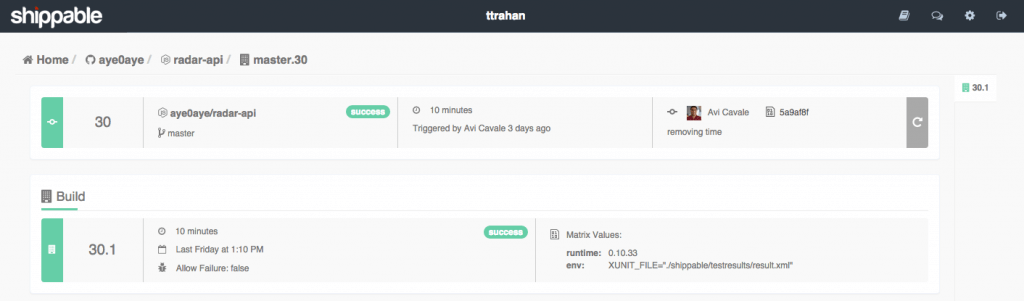 shippable
ttrahan
Home / aye0aye / radar-api / master.30
30.1
30
aye0aye/radar-api
success
master
10 minutes
Triggered by Avi Cavale 3 days ago
Avi Cavale 5a9af8f
removing time
Build
30.1
10 minutes
success
Last Friday at 1:10 PM
Allow Failure: false
Matrix Values:
runtime: 0.10.33
env: XUNIT_FILE="./shippable/testresults/result.xml"